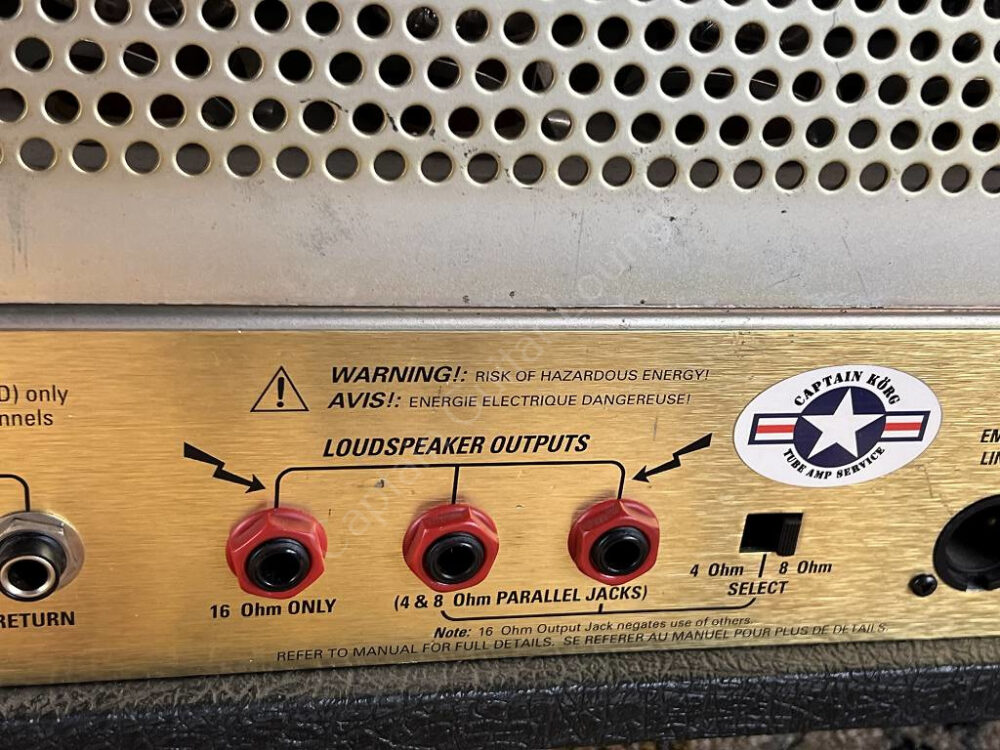 D) only
nnels
WARNING!: RISK OF HAZARDOUS ENERGY!
AVIS!: ENERGIE ELECTRIQUE DANGEREUSE!
LOUDSPEAKER OUTPUTS
CAPTAIN KÖRG
TUBE AMP SERVICE
EM
LIN
RETURN
16 Ohm ONLY
(4 & 8 Ohm PARALLEL JACKS)
4 Ohm / 8 Ohm
SELECT
Note: 16 Ohm Output Jack negates use of others.
REFER TO MANUAL FOR FULL DETAILS. SE REFERER AU MANUEL POUR PLUS DE DETAILS.